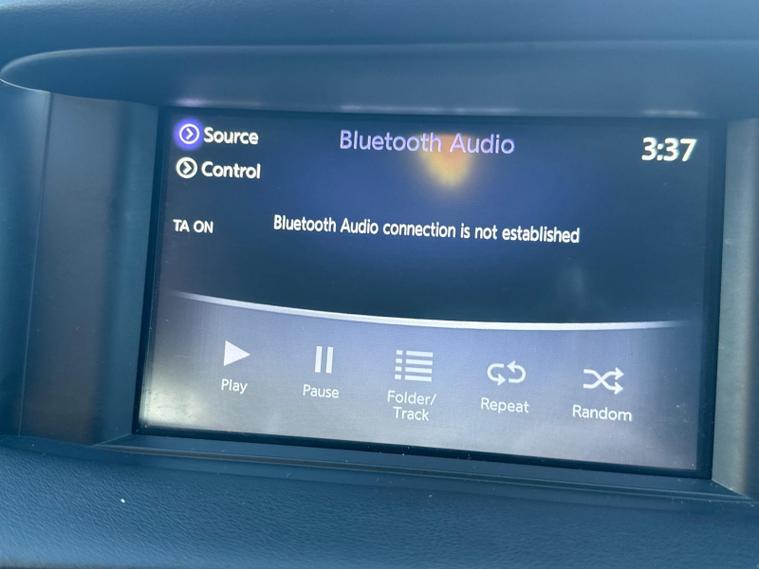 Source
Bluetooth Audio
3:37
Control
TA ON
Bluetooth Audio connection is not established
Play
Pause
Folder/
Track
Repeat
Random